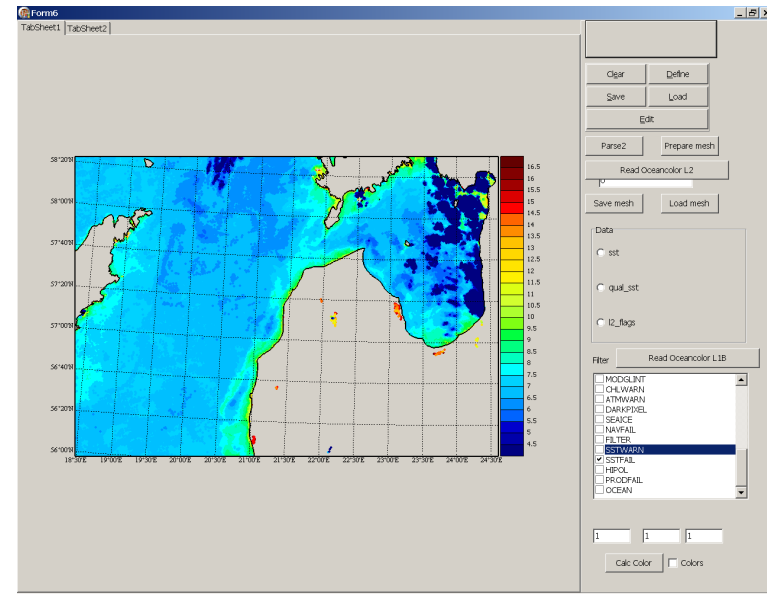 Form6
TabSheet1 TabSheet2
Clear Define
Save Load
Edit
Parse2 Prepare mesh
Read Oceancolor L2
Save mesh Load mesh
Data
sst
qual_sst
l2_flags
Filter Read Oceancolor L1B
MODGLINT
CHLWARN
ATMWARN
DARKPIXEL
SEAICE
NAVFAIL
FILTER
SSTWARN
SSTFAIL
HIPOL
PRODFAIL
OCEAN
1 1 1
Calc Color Colors
58°20'N
58°00'N
57°40'N
57°20'N
57°00'N
56°40'N
56°20'N
56°00'N
18°30'E 19°00'E 19°30'E 20°00'E 20°30'E 21°00'E 21°30'E 22°00'E 22°30'E 23°00'E 23°30'E 24°00'E 24°30'E
16.5
16
15.5
15
14.5
14
13.5
13
12.5
12
11.5
11
10.5
10
9.5
9
8.5
8
7.5
7
6.5
6
5.5
5
4.5